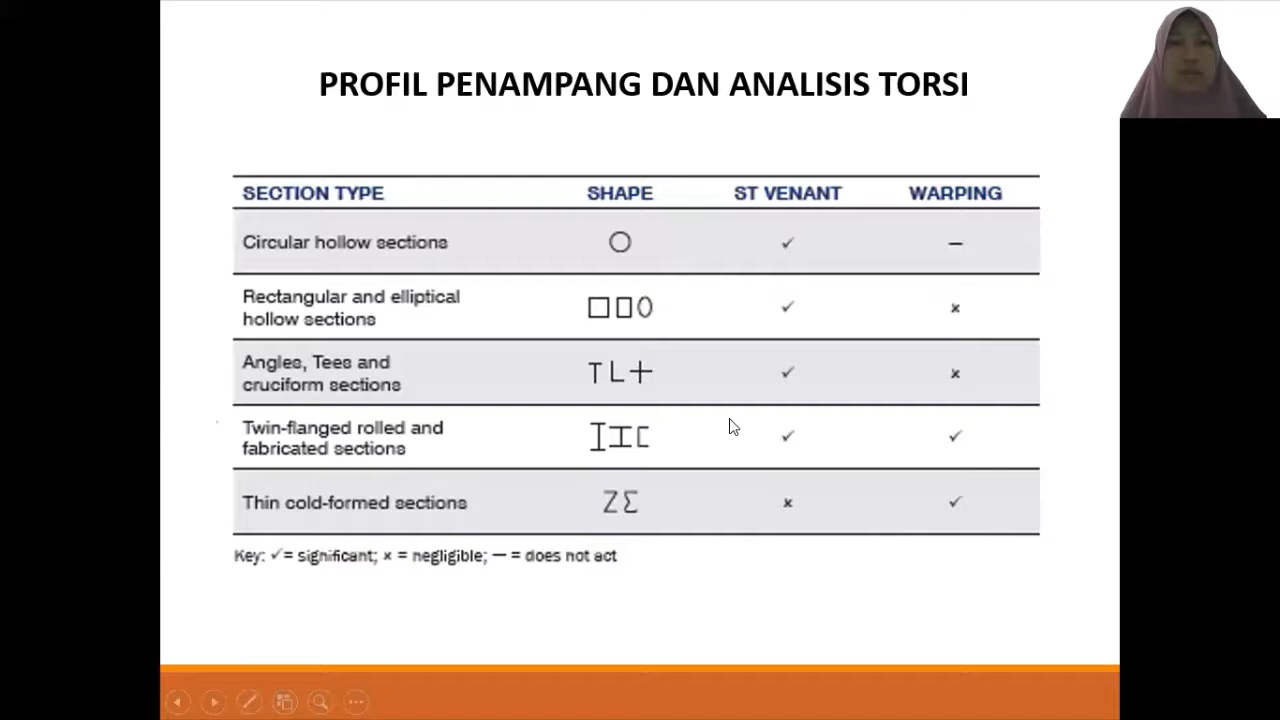 PROFIL PENAMPANG DAN ANALISIS TORSI
SECTION TYPE SHAPE ST VENANT WARPING
Circular hollow sections ✓ —
Rectangular and elliptical
hollow sections ✓ ×
Angles, Tees and
cruciform sections ✓ ×
Twin-flanged rolled and
fabricated sections ✓ ✓
Thin cold-formed sections × ✓
Key: ✓= significant; × = negligible; — = does not act